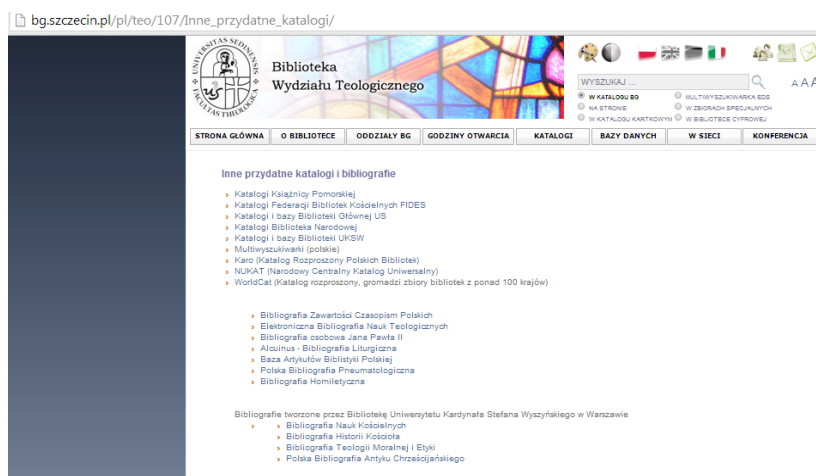 bg.szczecin.pl/pl/teo/107/Inne_przydatne_katalogi/
UNIVERSITAS SEDINENSIS
FACULTAS THEOLOGICA
Biblioteka
Wydziału Teologicznego
WYSZUKAJ ...
A A A
W KATALOGU BG MULTIWYSZUKIWARKA EDS
NA STRONIE W ZBIORACH SPECJALNYCH
W KATALOGU KARTKOWYM W BIBLIOTECE CYFROWEJ
STRONA GŁÓWNA O BIBLIOTECE ODDZIAŁY BG GODZINY OTWARCIA KATALOGI BAZY DANYCH W SIECI KONFERENCJA
Inne przydatne katalogi i bibliografie
Katalogi Książnicy Pomorskiej
Katalogi Federacji Bibliotek Kościelnych FIDES
Katalogi i bazy Biblioteki Głównej US
Katalogi Biblioteka Narodowej
Katalogi i bazy Biblioteki UKSW
Multiwyszukiwarki (polskie)
Karo (Katalog Rozproszony Polskich Bibliotek)
NUKAT (Narodowy Centralny Katalog Uniwersalny)
WorldCat (Katalog rozproszony, gromadzi zbiory bibliotek z ponad 100 krajów)
Bibliografia Zawartości Czasopism Polskich
Elektroniczna Bibliografia Nauk Teologicznych
Bibliografia osobowa Jana Pawła II
Alcuinus - Bibliografia Liturgiczna
Baza Artykułów Biblistyki Polskiej
Polska Bibliografia Pneumatologiczna
Bibliografia Homiletyczna
Bibliografie tworzone przez Bibliotekę Uniwersytetu Kardynała Stefana Wyszyńskiego w Warszawie
Bibliografia Nauk Kościelnych
Bibliografia Historii Kościoła
Bibliografia Teologii Moralnej i Etyki
Polska Bibliografia Antyku Chrześcijańskiego